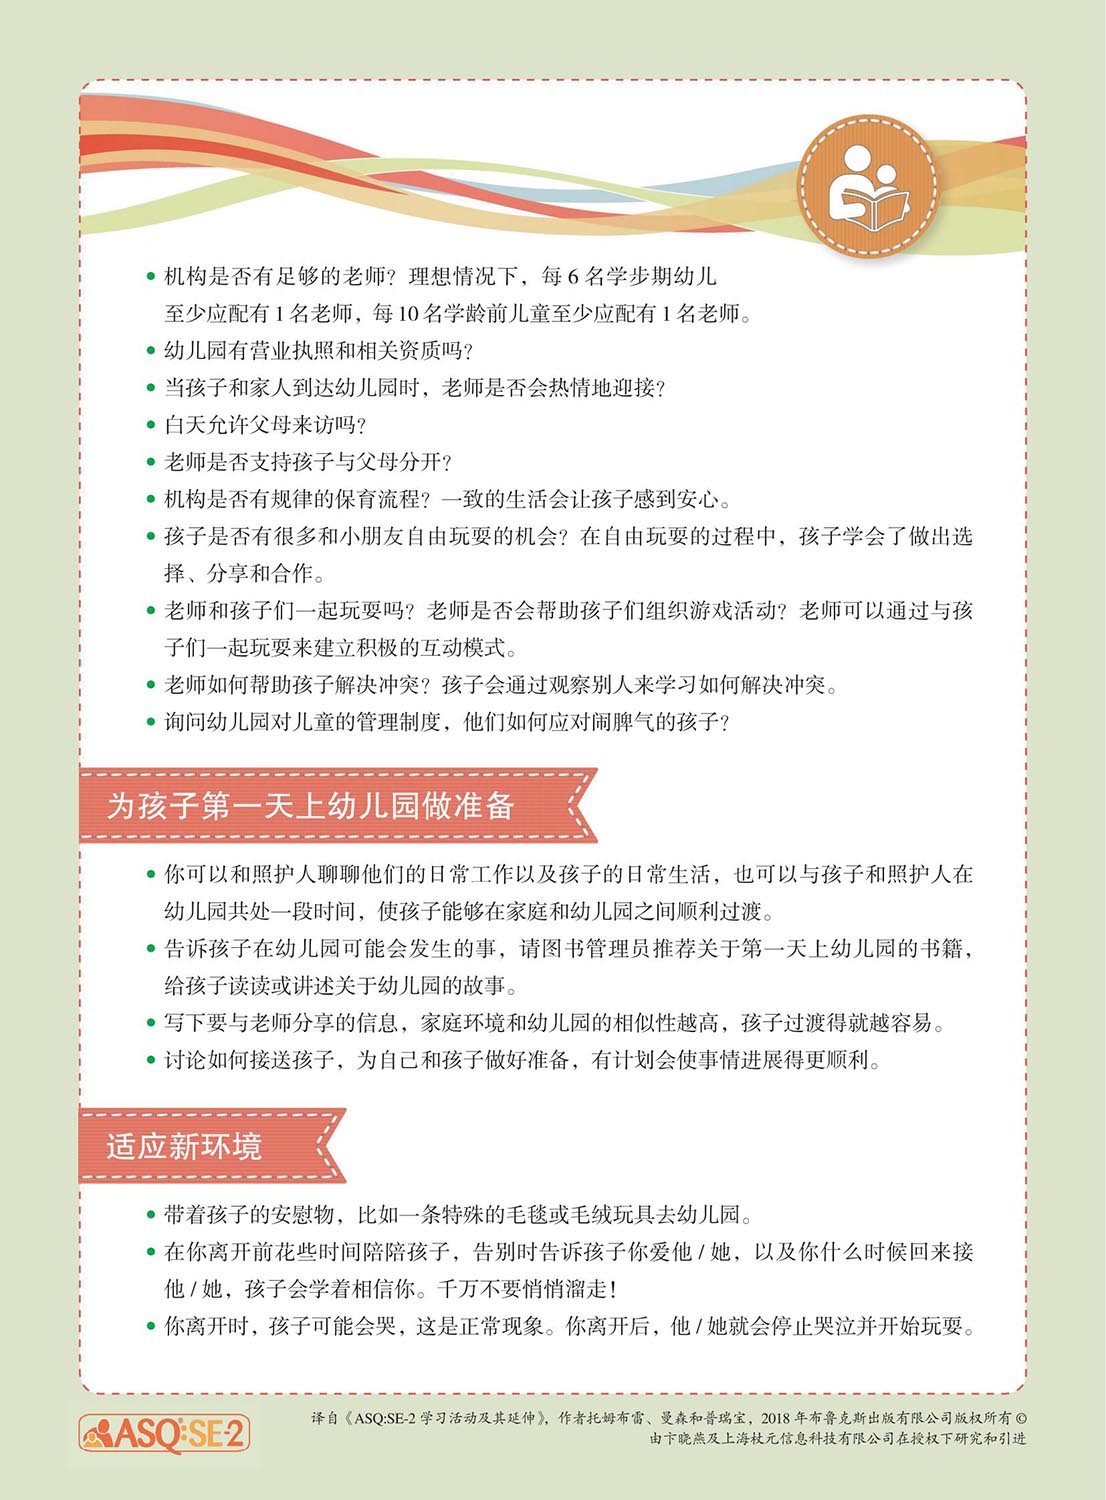 • 机构是否有足够的老师？理想情况下，每 6 名学步期幼儿
至少应配有 1 名老师，每 10 名学龄前儿童至少应配有 1 名老师。
• 幼儿园有营业执照和相关资质吗？
• 当孩子和家人到达幼儿园时，老师是否会热情地迎接？
• 白天允许父母来访吗？
• 老师是否支持孩子与父母分开？
• 机构是否有规律的保育流程？一致的生活会让孩子感到安心。
• 孩子是否有很多和小朋友自由玩耍的机会？在自由玩耍的过程中，孩子学会了做出选
择、分享和合作。
• 老师和孩子们一起玩耍吗？老师是否会帮助孩子们组织游戏活动？老师可以通过与孩
子们一起玩耍来建立积极的互动模式。
• 老师如何帮助孩子解决冲突？孩子会通过观察别人来学习如何解决冲突。
• 询问幼儿园对儿童的管理制度，他们如何应对闹脾气的孩子？
为孩子第一天上幼儿园做准备
• 你可以和照护人聊聊他们的日常工作以及孩子的日常生活，也可以与孩子和照护人在
幼儿园共处一段时间，使孩子能够在家庭和幼儿园之间顺利过渡。
• 告诉孩子在幼儿园可能会发生的事，请图书管理员推荐关于第一天上幼儿园的书籍，
给孩子读读或讲述关于幼儿园的故事。
• 写下要与老师分享的信息，家庭环境和幼儿园的相似性越高，孩子过渡得就越容易。
• 讨论如何接送孩子，为自己和孩子做好准备，有计划会使事情进展得更顺利。
适应新环境
• 带着孩子的安慰物，比如一条特殊的毛毯或毛绒玩具去幼儿园。
• 在你离开前花些时间陪陪孩子，告别时告诉孩子你爱他 / 她，以及你什么时候回来接
他 / 她，孩子会学着相信你。千万不要悄悄溜走！
• 你离开时，孩子可能会哭，这是正常现象。你离开后，他 / 她就会停止哭泣并开始玩耍。
ASQ:SE-2
译自《ASQ:SE-2 学习活动及其延伸》，作者托姆布雷、曼森和普瑞宝，2018 年布鲁克斯出版有限公司版权所有 ©
由卞晓燕及上海杖元信息科技有限公司在授权下研究和引进